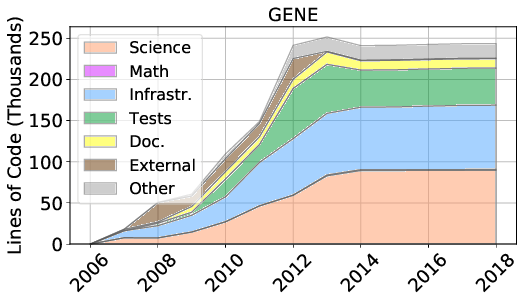 GENE
Lines of Code (Thousands)
250
200
150
100
50
0
Science
Math
Infrastr.
Tests
Doc.
External
Other
2006
2008
2010
2012
2014
2016
2018